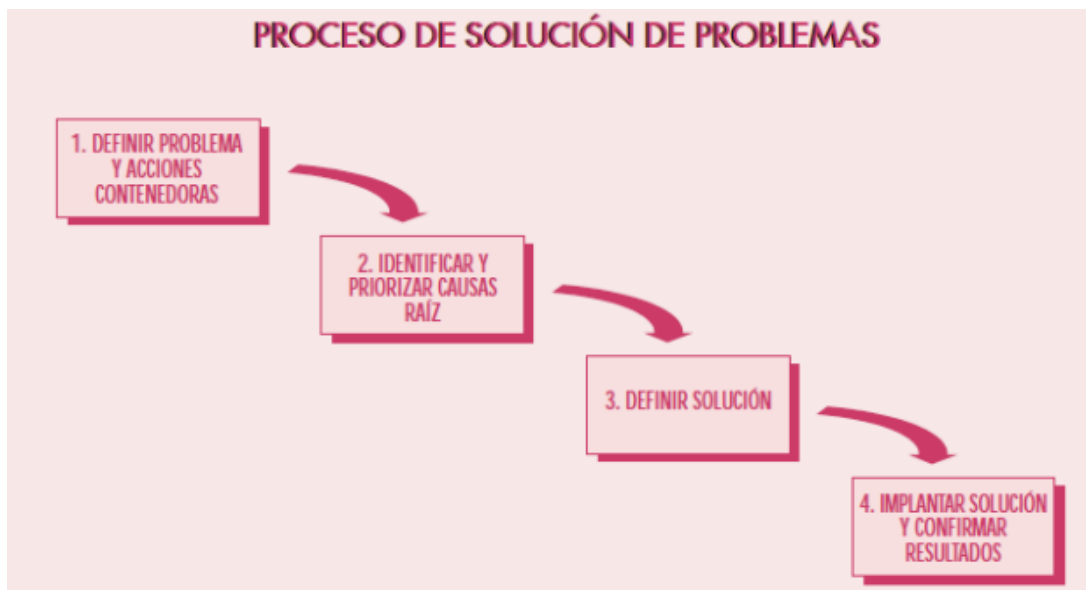 PROCESO DE SOLUCIÓN DE PROBLEMAS
1. DEFINIR PROBLEMA
Y ACCIONES
CONTENEDORAS
2. IDENTIFICAR Y
PRIORIZAR CAUSAS
RAÍZ
3. DEFINIR SOLUCIÓN
4. IMPLANTAR SOLUCIÓN
Y CONFIRMAR
RESULTADOS